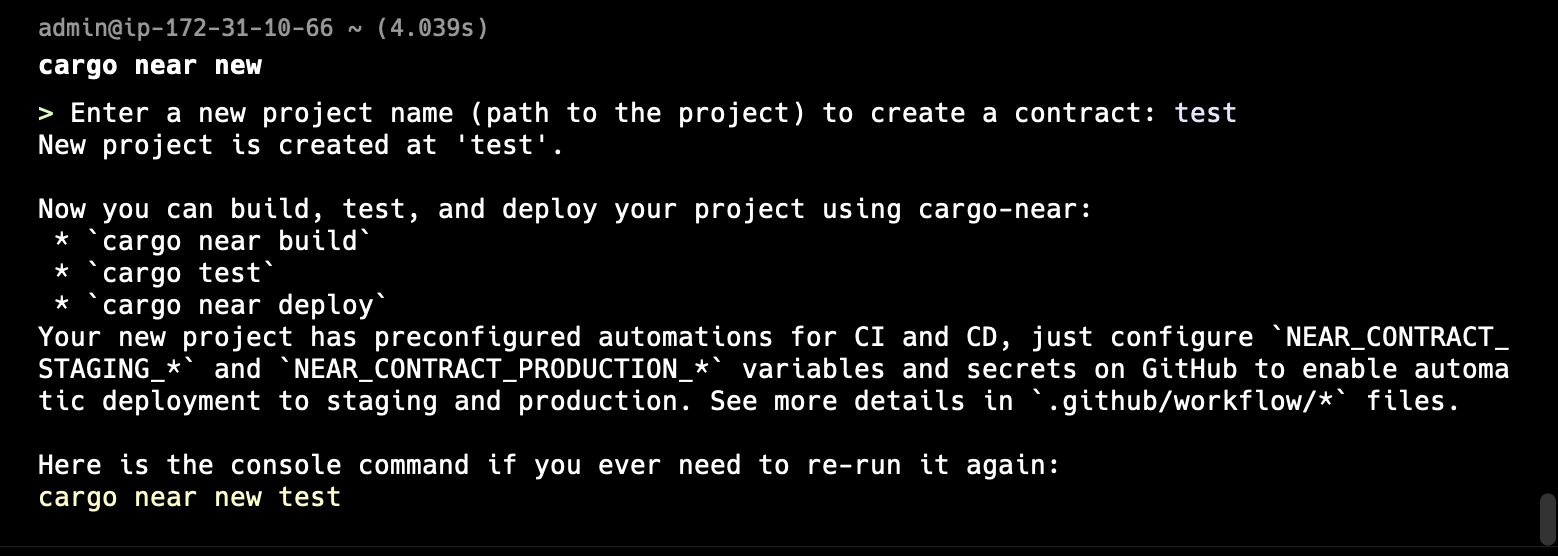 admin@ip-172-31-10-66 ~ (4.039s)
cargo near new
> Enter a new project name (path to the project) to create a contract: test
New project is created at 'test'.
Now you can build, test, and deploy your project using cargo-near:
* `cargo near build`
* `cargo test`
* `cargo near deploy`
Your new project has preconfigured automations for CI and CD, just configure `NEAR_CONTRACT_
STAGING_*` and `NEAR_CONTRACT_PRODUCTION_*` variables and secrets on GitHub to enable automa
tic deployment to staging and production. See more details in `.github/workflow/*` files.
Here is the console command if you ever need to re-run it again:
cargo near new test